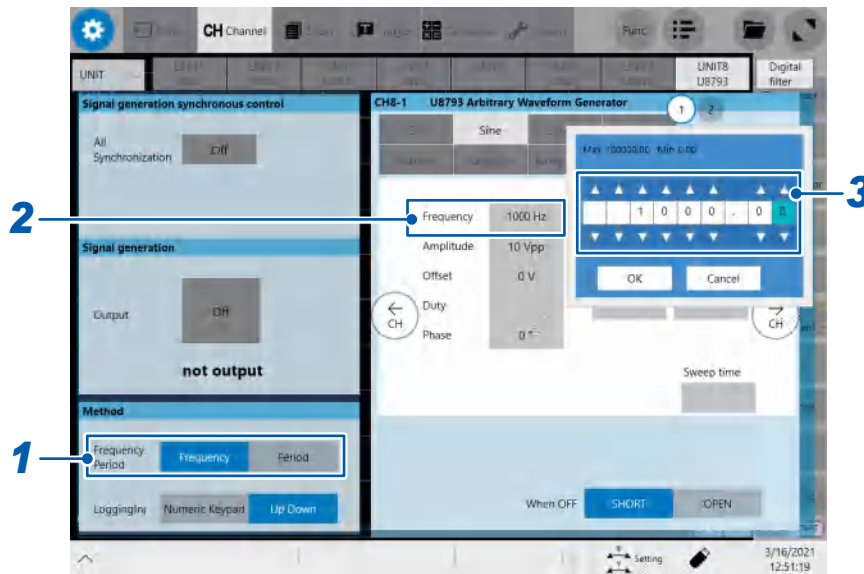 CH Channel
Func
UNIT
UNIT8
U8793
Digital
filter
Signal generation synchronous control
All
Synchronization
Off
Signal generation
Output
Off
not output
Method
Frequency
Period
Frequency
Period
Numeric Keypad
Up Down
CH8-1 U8793 Arbitrary Waveform Generator
1
2
Sine
Frequency
1000 Hz
Amplitude
10 Vpp
Offset
0 V
Duty
Phase
0 °
CH
CH
Sweep time
When OFF
SHORT
OPEN
Max 100000.00 Min 0.00
1 0 0 0 . 0 0
OK
Cancel
1
2
3
Setting
3/16/2021
12:51:19